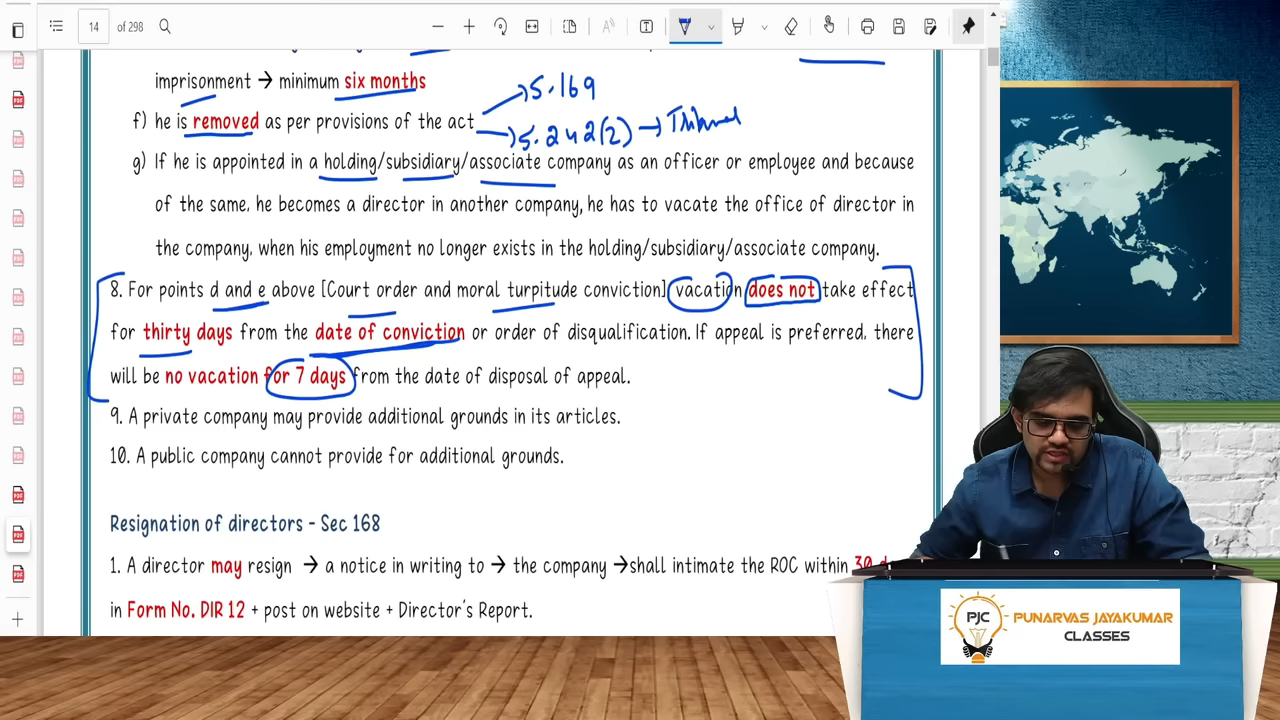 14
of 298
imprisonment → minimum six months
f) he is removed as per provisions of the act
S.169
S.242(2) → Tribunal
g) If he is appointed in a holding/subsidiary/associate company as an officer or employee and because
of the same, he becomes a director in another company, he has to vacate the office of director in
the company, when his employment no longer exists in the holding/subsidiary/associate company.
8. For points d and e above [Court order and moral turpitude conviction] vacation does not take effect
for thirty days from the date of conviction or order of disqualification. If appeal is preferred, there
will be no vacation for 7 days from the date of disposal of appeal.
9. A private company may provide additional grounds in its articles.
10. A public company cannot provide for additional grounds.
Resignation of directors - Sec 168
1. A director may resign → a notice in writing to → the company →shall intimate the ROC within 30
in Form No. DIR 12 + post on website + Director's Report.
PJC
PUNARVAS JAYAKUMAR
CLASSES